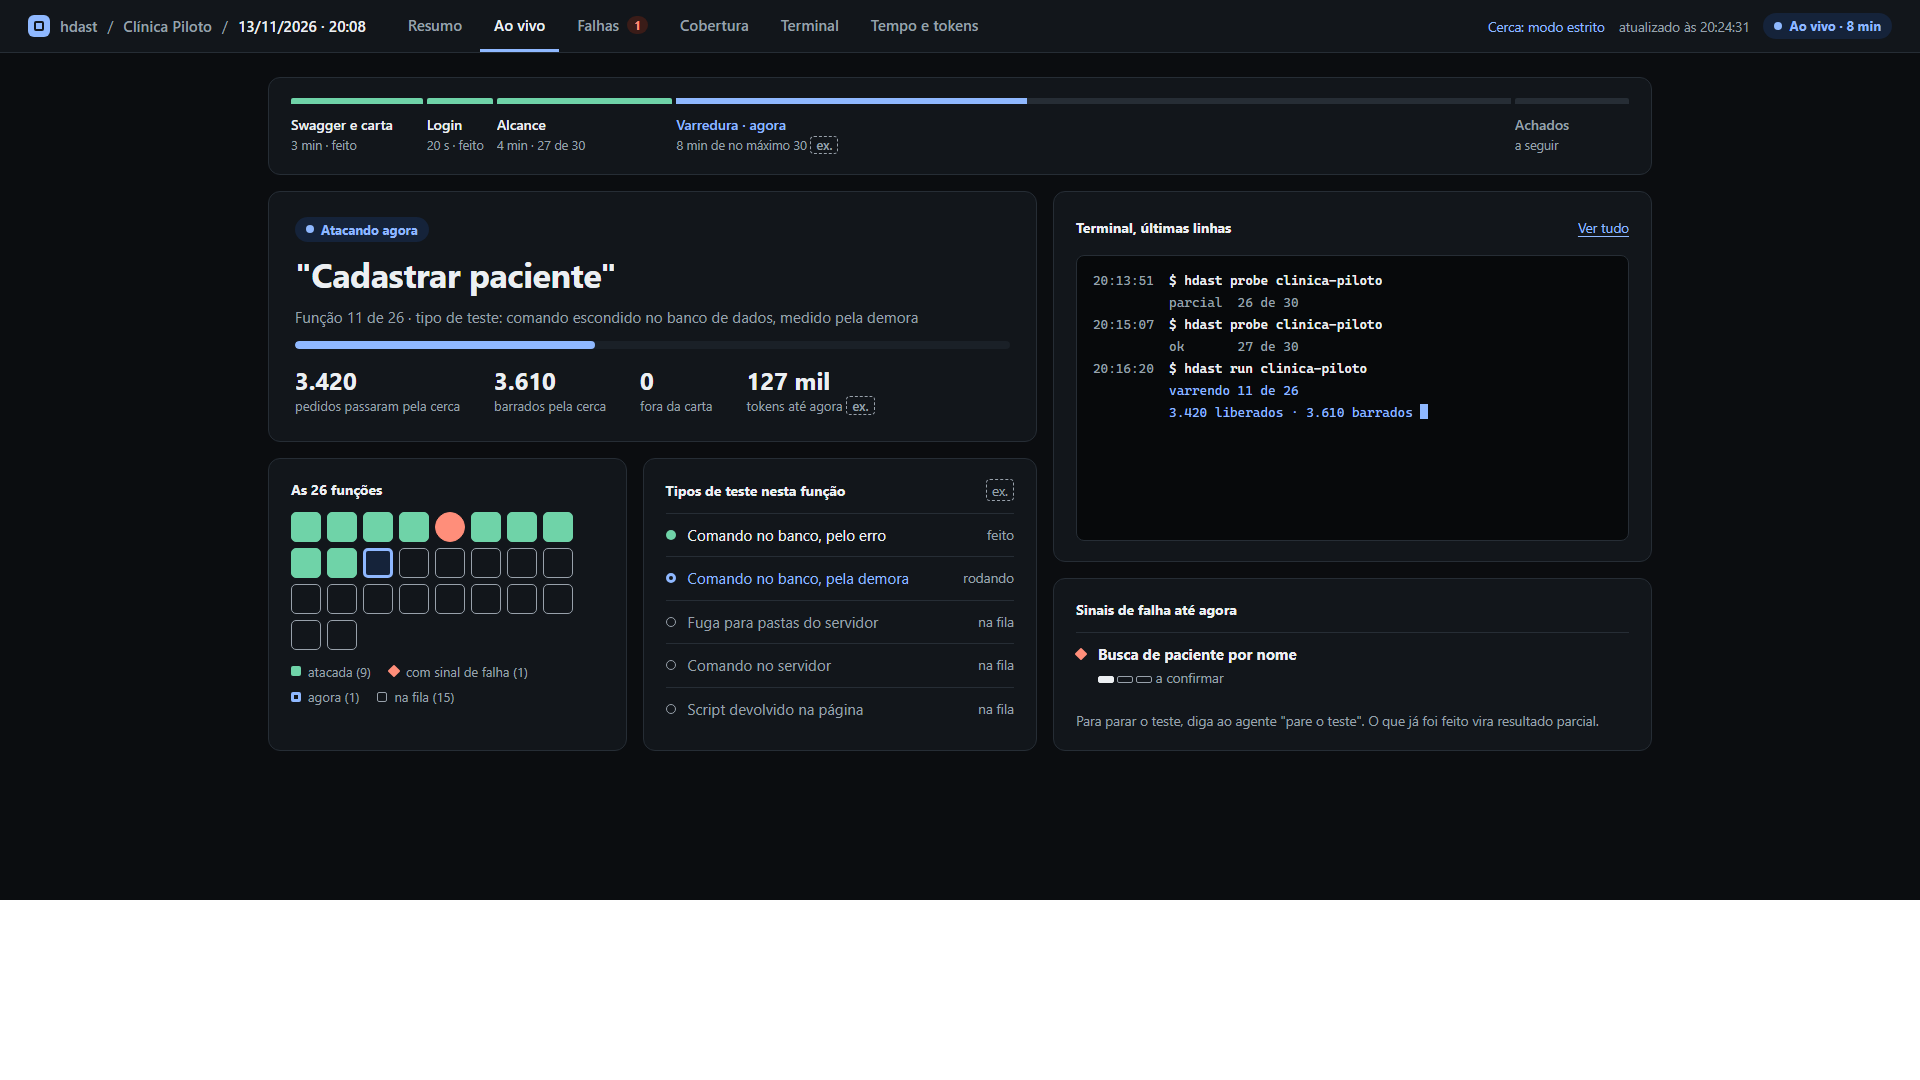 hdast / Clínica Piloto / 13/11/2026 · 20:08
Resumo
Ao vivo
Falhas 1
Cobertura
Terminal
Tempo e tokens
Cerca: modo estrito
atualizado às 20:24:31
Ao vivo · 8 min
Swagger e carta
3 min · feito
Login
20 s · feito
Alcance
4 min · 27 de 30
Varredura · agora
8 min de no máximo 30 ex.
Achados
a seguir
Atacando agora
"Cadastrar paciente"
Função 11 de 26 · tipo de teste: comando escondido no banco de dados, medido pela demora
3.420
pedidos passaram pela cerca
3.610
barrados pela cerca
0
fora da carta
127 mil
tokens até agora ex.
As 26 funções
atacada (9)
com sinal de falha (1)
agora (1)
na fila (15)
Tipos de teste nesta função ex.
Comando no banco, pelo erro feito
Comando no banco, pela demora rodando
Fuga para pastas do servidor na fila
Comando no servidor na fila
Script devolvido na página na fila
Terminal, últimas linhas Ver tudo
20:13:51 $ hdast probe clinica-piloto
parcial 26 de 30
20:15:07 $ hdast probe clinica-piloto
ok 27 de 30
20:16:20 $ hdast run clinica-piloto
varrendo 11 de 26
3.420 liberados · 3.610 barrados
Sinais de falha até agora
Busca de paciente por nome
a confirmar
Para parar o teste, diga ao agente "pare o teste". O que já foi feito vira resultado parcial.